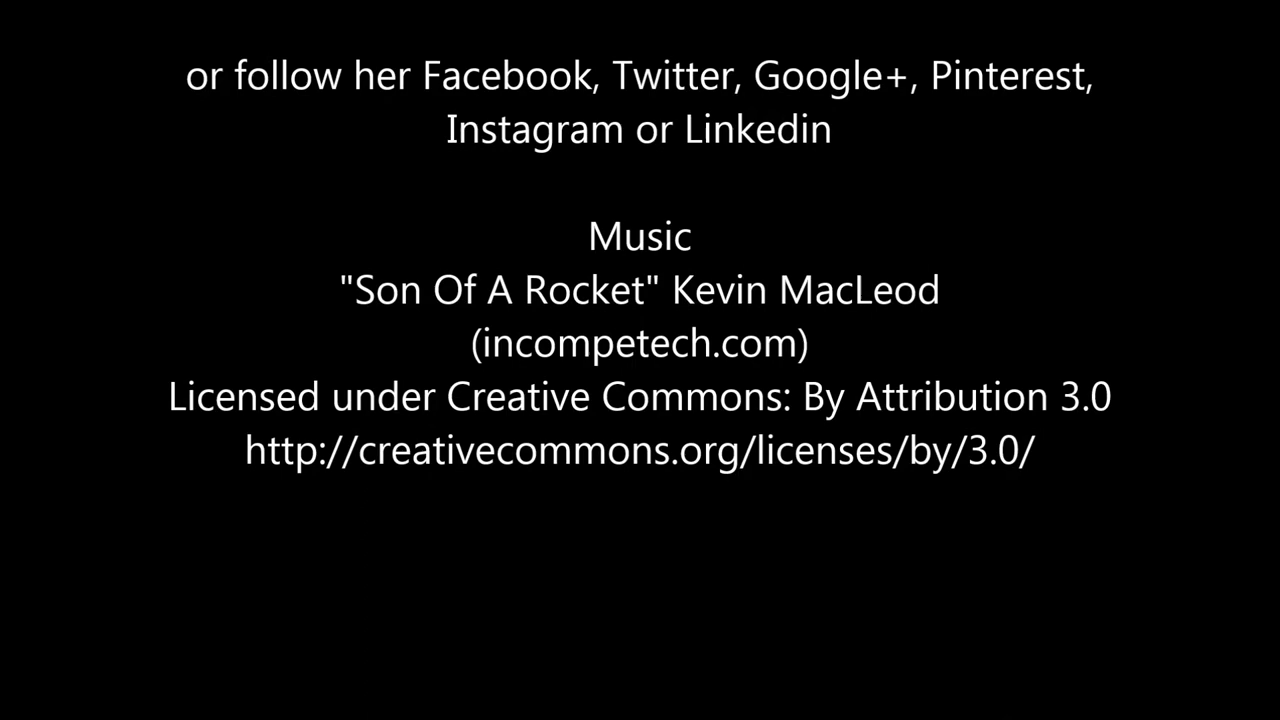 or follow her Facebook, Twitter, Google+, Pinterest,
Instagram or Linkedin
Music
"Son Of A Rocket" Kevin MacLeod
(incompetech.com)
Licensed under Creative Commons: By Attribution 3.0
http://creativecommons.org/licenses/by/3.0/